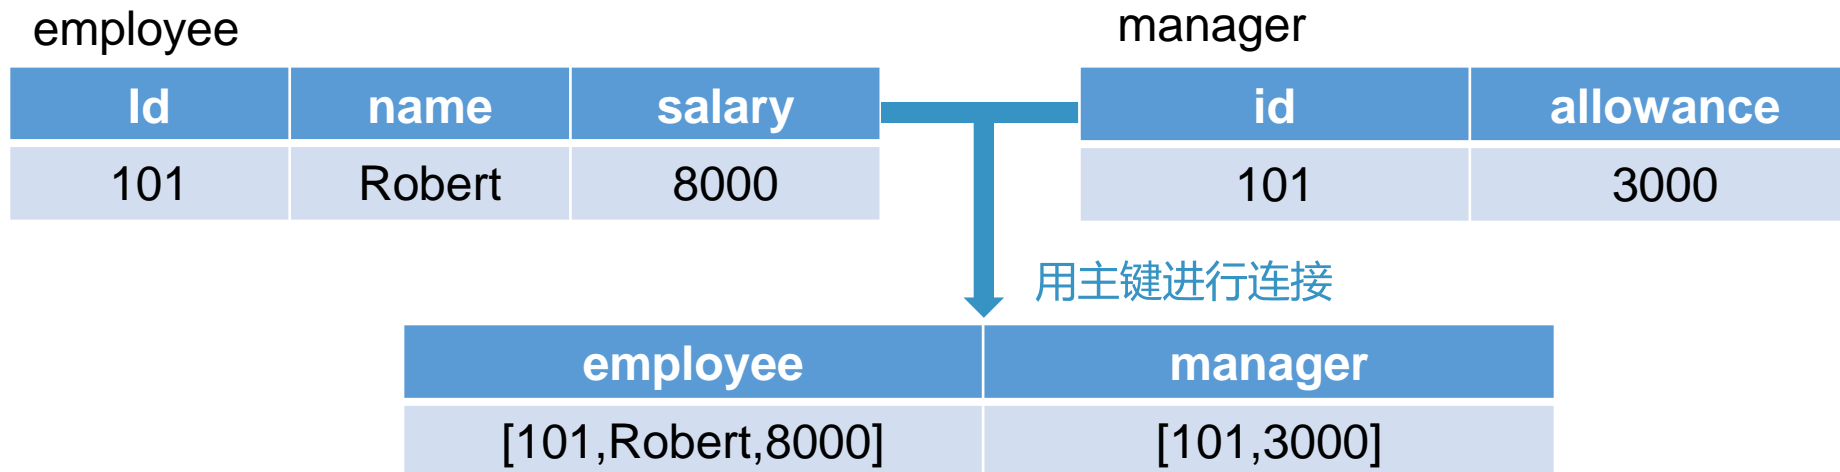 employee
manager
Id name salary
id allowance
101 Robert 8000
101 3000
用主键进行连接
employee manager
[101,Robert,8000] [101,3000]